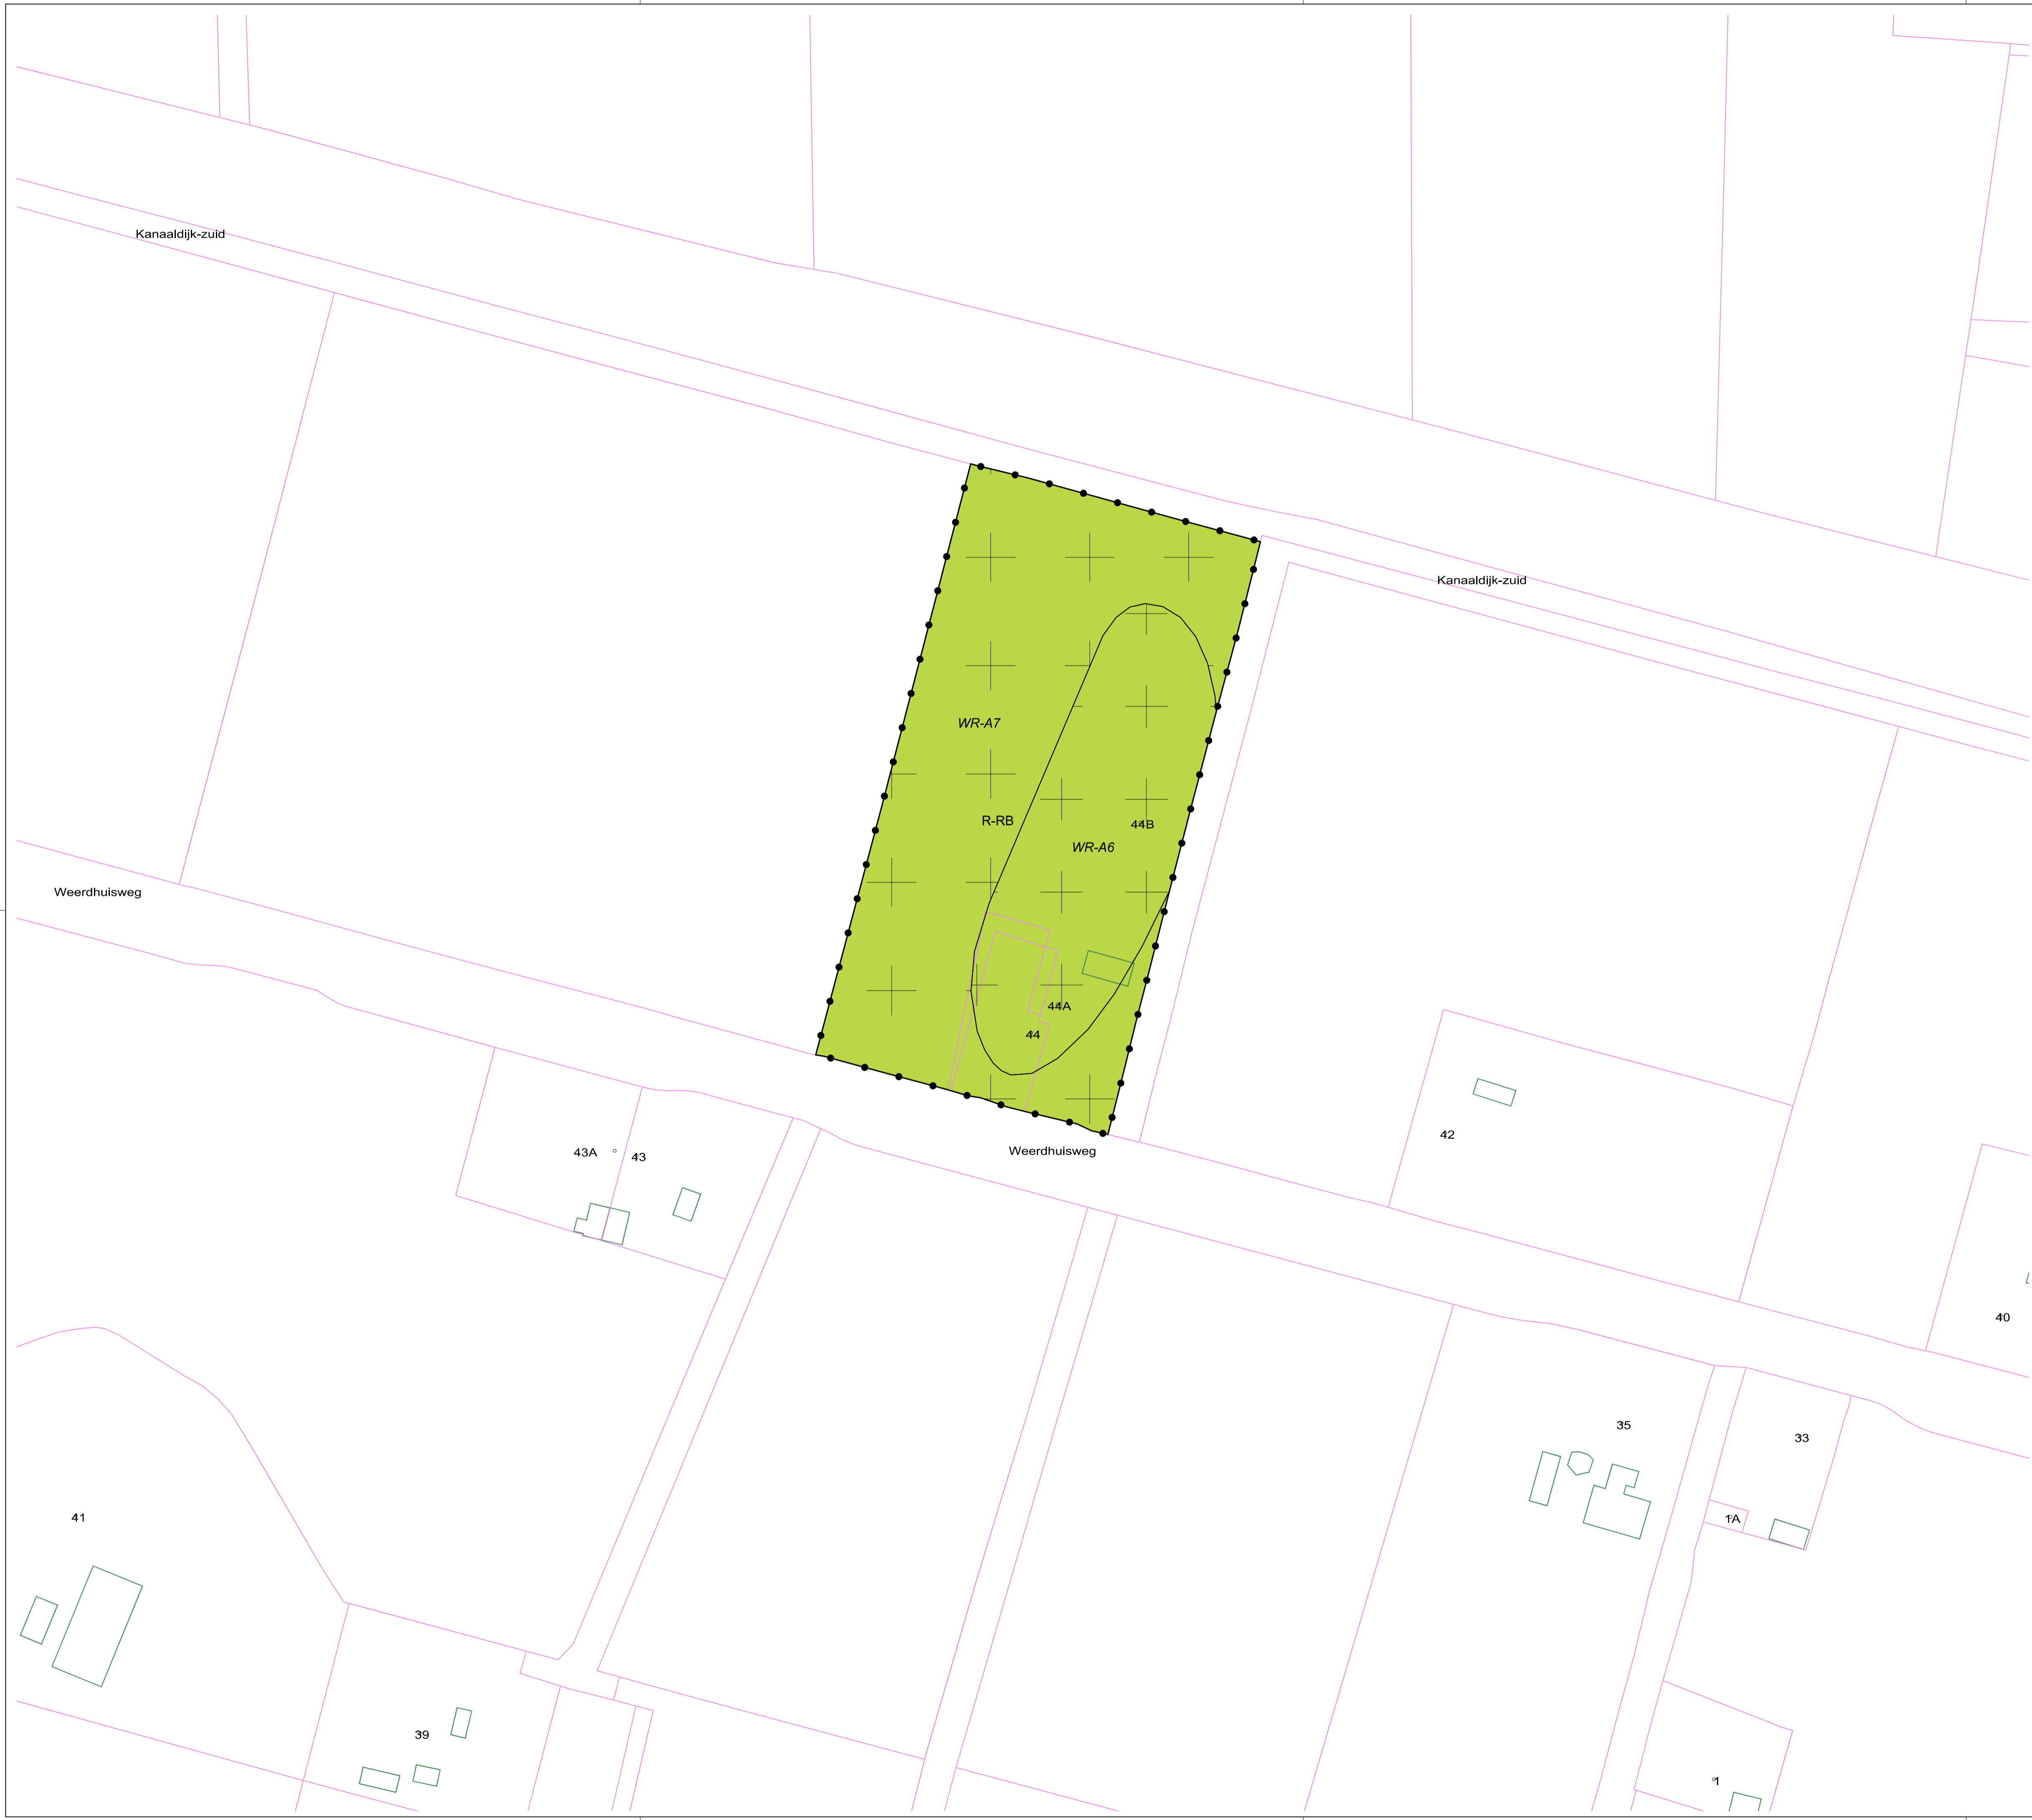 Kanaaldijk-zuid
Kanaaldijk-zuid
WR-A7
R-RB
44B
WR-A6
Weerdhuisweg
44A
44
42
Weerdhuisweg
43A
43
40
35
33
41
1A
39
1